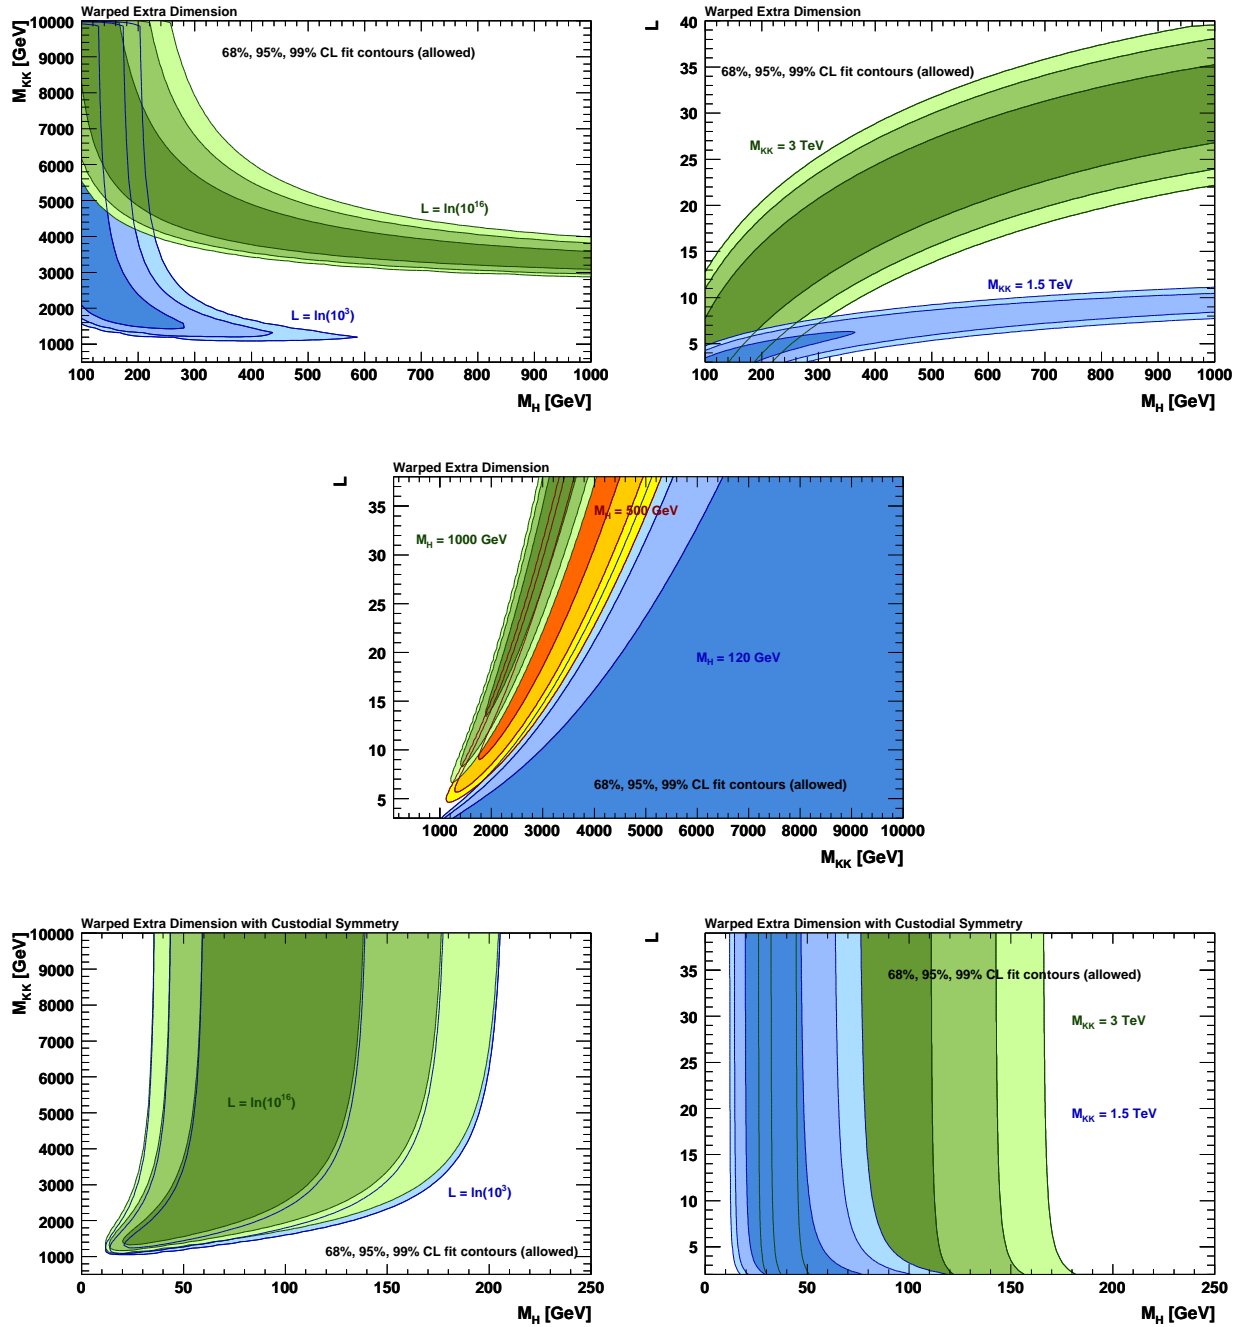 Warped Extra Dimension
M_KK [GeV]
10000
9000
8000
7000
6000
5000
4000
3000
2000
1000
68%, 95%, 99% CL fit contours (allowed)
L = ln(10^16)
L = ln(10^3)
100 200 300 400 500 600 700 800 900 1000
M_H [GeV]
Warped Extra Dimension
L
40
35
30
25
20
15
10
5
68%, 95%, 99% CL fit contours (allowed)
M_KK = 3 TeV
M_KK = 1.5 TeV
100 200 300 400 500 600 700 800 900 1000
M_H [GeV]
Warped Extra Dimension
L
35
30
25
20
15
10
5
M_H = 500 GeV
M_H = 1000 GeV
M_H = 120 GeV
68%, 95%, 99% CL fit contours (allowed)
1000 2000 3000 4000 5000 6000 7000 8000 9000 10000
M_KK [GeV]
Warped Extra Dimension with Custodial Symmetry
M_KK [GeV]
10000
9000
8000
7000
6000
5000
4000
3000
2000
1000
L = ln(10^16)
L = ln(10^3)
68%, 95%, 99% CL fit contours (allowed)
0 50 100 150 200 250
M_H [GeV]
Warped Extra Dimension with Custodial Symmetry
L
35
30
25
20
15
10
5
68%, 95%, 99% CL fit contours (allowed)
M_KK = 3 TeV
M_KK = 1.5 TeV
0 50 100 150 200 250
M_H [GeV]